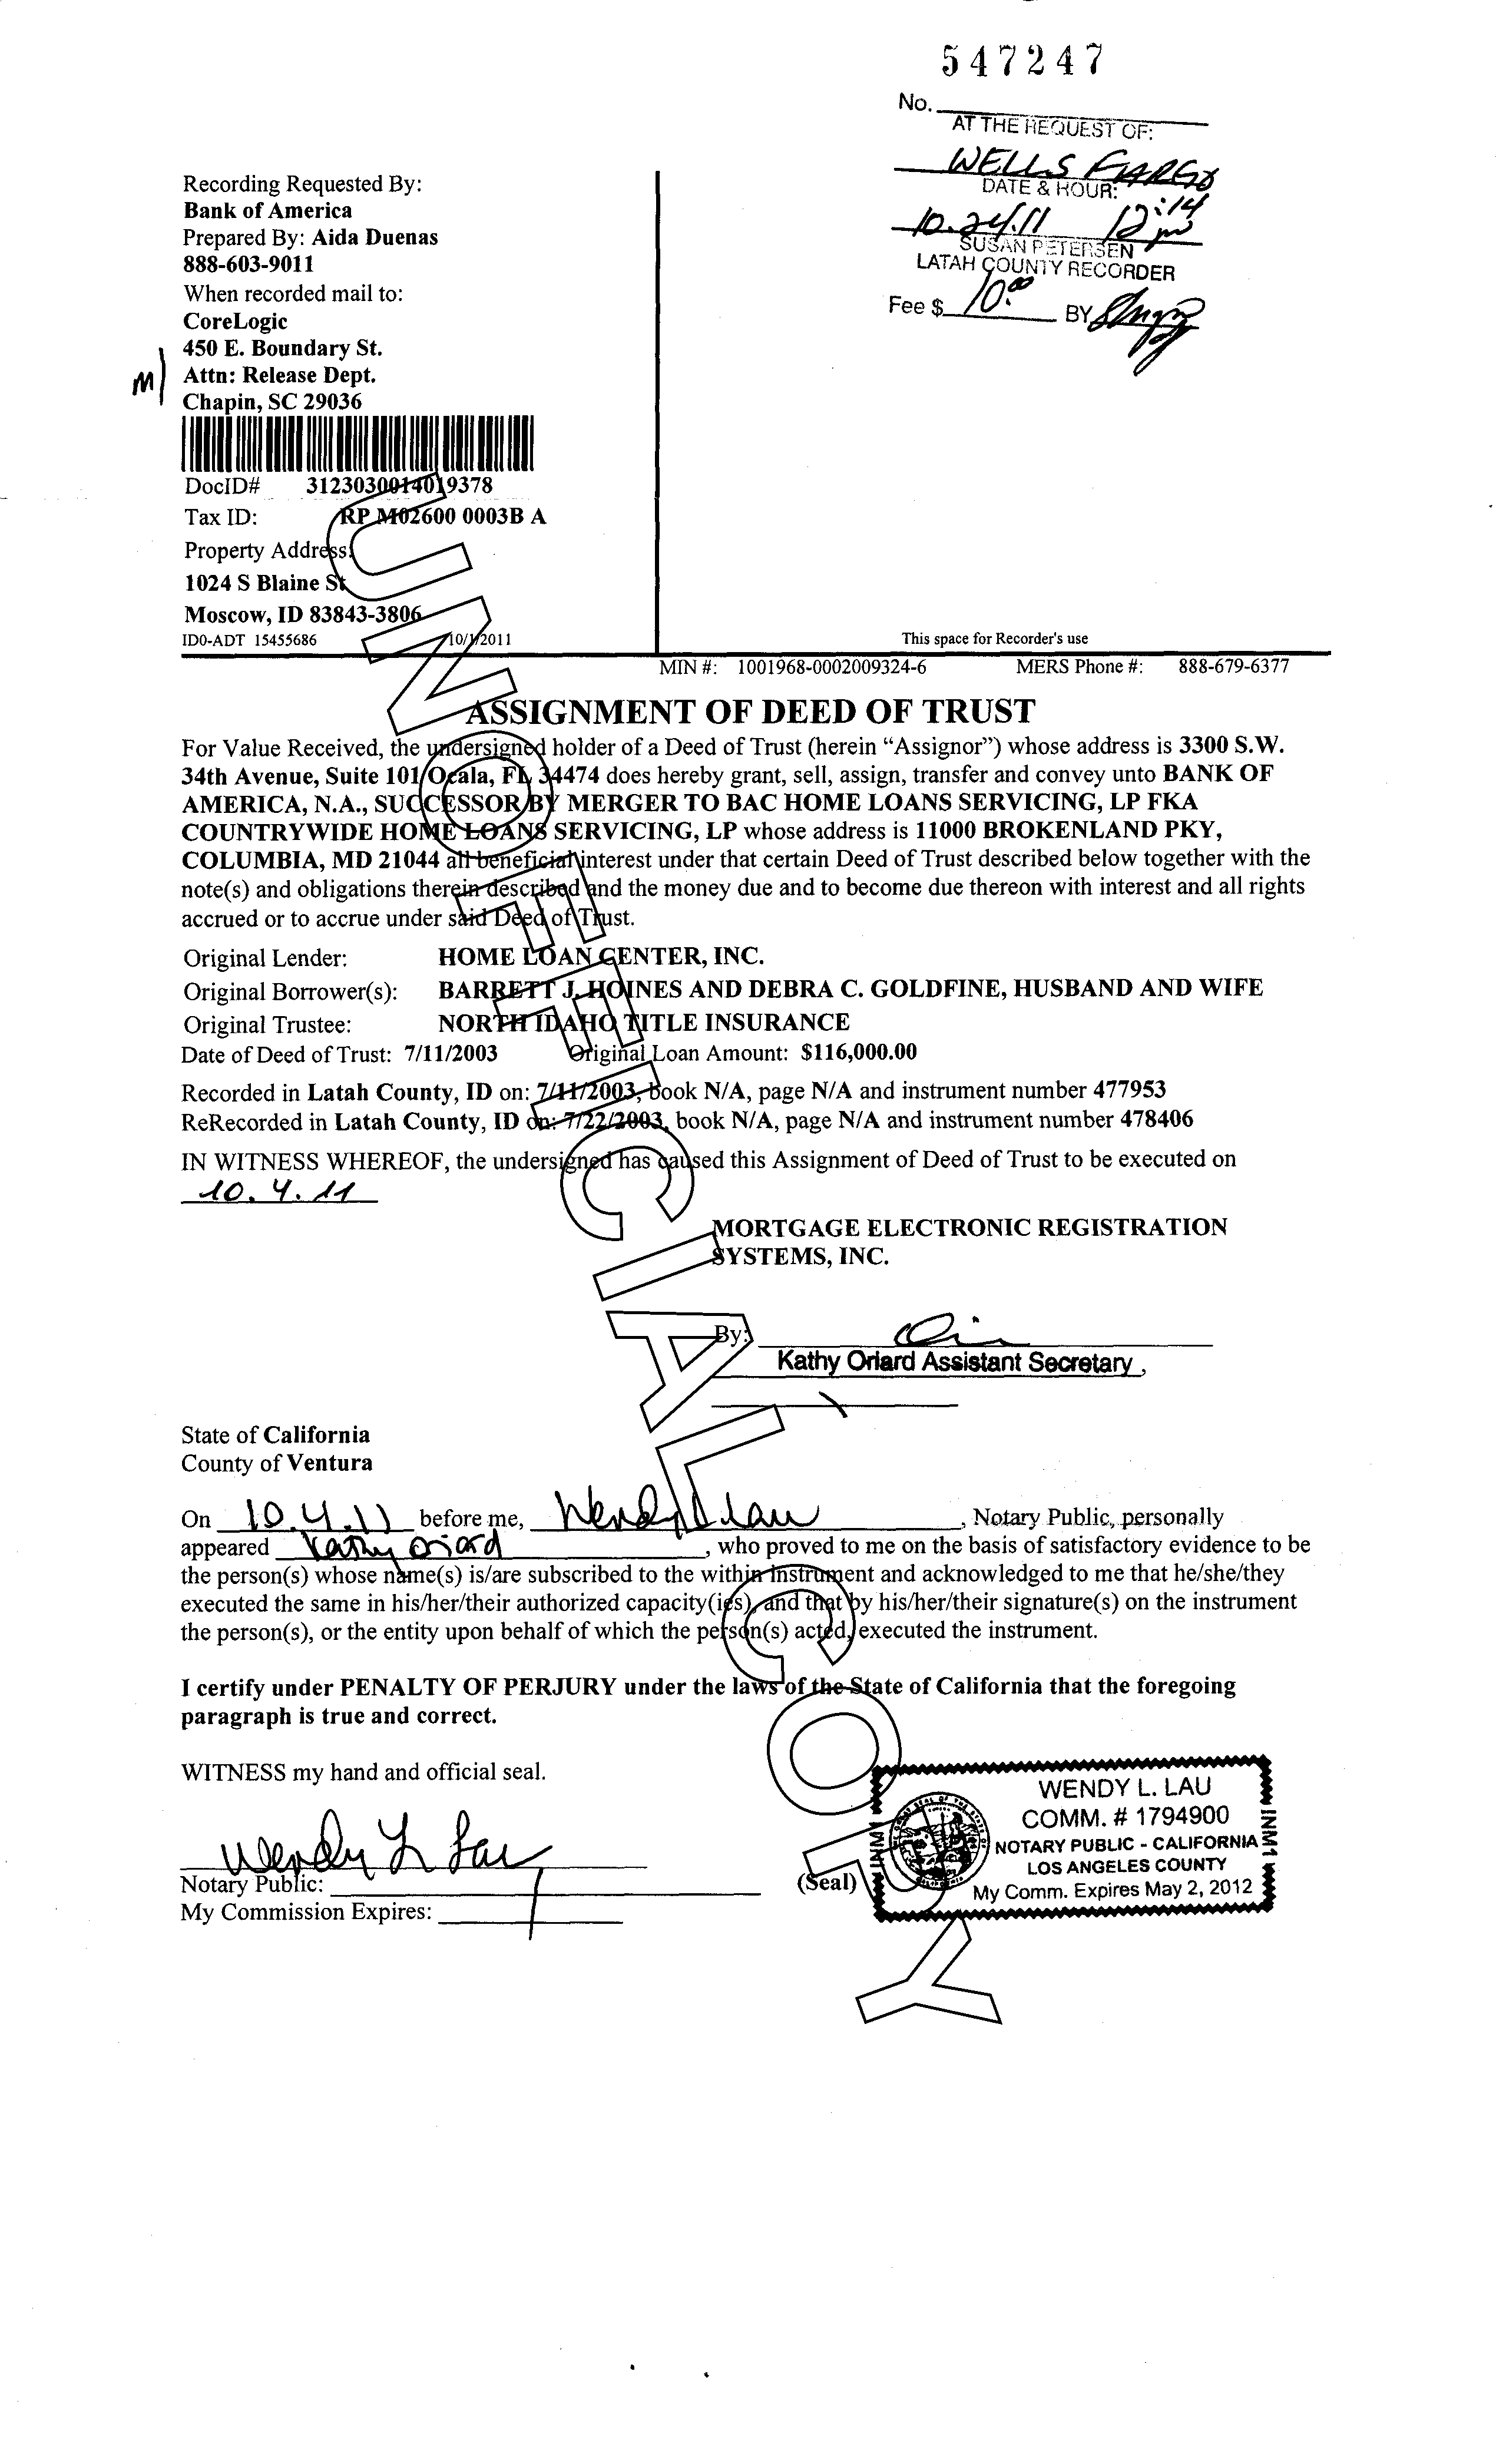 547247
No.
AT THE REQUEST OF:
WELLS FARGO
DATE & HOUR:
10.24.11 12:14 pm
SUSAN PETERSEN
LATAH COUNTY RECORDER
Fee $ 10.00 BY
Recording Requested By:
Bank of America
Prepared By: Aida Duenas
888-603-9011
When recorded mail to:
CoreLogic
450 E. Boundary St.
M Attn: Release Dept.
Chapin, SC 29036
DocID# 3123030014019378
Tax ID: RP M02600 0003B A
Property Address:
1024 S Blaine St
Moscow, ID 83843-3806
ID0-ADT 15455686 10/1/2011
This space for Recorder's use
MIN #: 1001968-0002009324-6 MERS Phone #: 888-679-6377
ASSIGNMENT OF DEED OF TRUST
For Value Received, the undersigned holder of a Deed of Trust (herein “Assignor”) whose address is 3300 S.W.
34th Avenue, Suite 101 Ocala, FL 34474 does hereby grant, sell, assign, transfer and convey unto BANK OF
AMERICA, N.A., SUCCESSOR BY MERGER TO BAC HOME LOANS SERVICING, LP FKA
COUNTRYWIDE HOME LOANS SERVICING, LP whose address is 11000 BROKENLAND PKY,
COLUMBIA, MD 21044 all beneficial interest under that certain Deed of Trust described below together with the
note(s) and obligations therein described and the money due and to become due thereon with interest and all rights
accrued or to accrue under said Deed of Trust.
Original Lender: HOME LOAN CENTER, INC.
Original Borrower(s): BARRETT J. HOINES AND DEBRA C. GOLDFINE, HUSBAND AND WIFE
Original Trustee: NORTH IDAHO TITLE INSURANCE
Date of Deed of Trust: 7/11/2003 Original Loan Amount: $116,000.00
Recorded in Latah County, ID on: 7/11/2003, book N/A, page N/A and instrument number 477953
ReRecorded in Latah County, ID on: 7/22/2003, book N/A, page N/A and instrument number 478406
IN WITNESS WHEREOF, the undersigned has caused this Assignment of Deed of Trust to be executed on
10.4.11
MORTGAGE ELECTRONIC REGISTRATION
SYSTEMS, INC.
By:
Kathy Oriard Assistant Secretary,
State of California
County of Ventura
On 10.4.11 before me, Wendy L. Lau, Notary Public, personally
appeared Kathy Oriard, who proved to me on the basis of satisfactory evidence to be
the person(s) whose name(s) is/are subscribed to the within instrument and acknowledged to me that he/she/they
executed the same in his/her/their authorized capacity(ies), and that by his/her/their signature(s) on the instrument
the person(s), or the entity upon behalf of which the person(s) acted, executed the instrument.
I certify under PENALTY OF PERJURY under the laws of the State of California that the foregoing
paragraph is true and correct.
WITNESS my hand and official seal.
Wendy L Lau
Notary Public:
My Commission Expires:
(Seal)
WENDY L. LAU
COMM. # 1794900
NOTARY PUBLIC - CALIFORNIA
LOS ANGELES COUNTY
My Comm. Expires May 2, 2012
INM1
INM1
UNOFFICIAL COPY